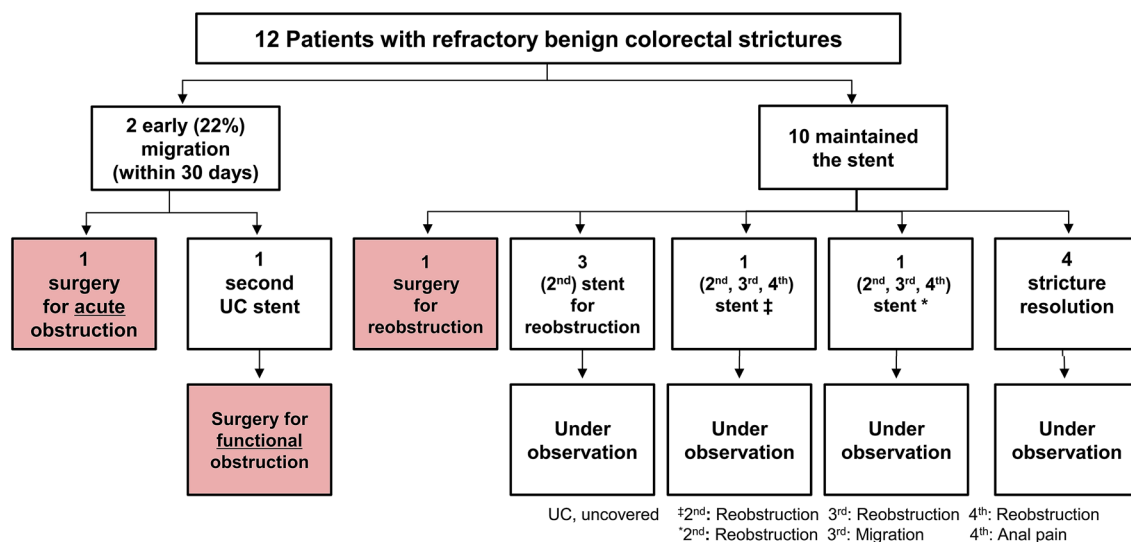 12 Patients with refractory benign colorectal strictures
2 early (22%)
migration
(within 30 days)
10 maintained
the stent
1
surgery
for acute
obstruction
1
second
UC stent
1
surgery
for
reobstruction
3
(2nd) stent
for
reobstruction
1
(2nd, 3rd, 4th)
stent ‡
1
(2nd, 3rd, 4th)
stent *
4
stricture
resolution
Surgery for
functional
obstruction
Under
observation
Under
observation
Under
observation
Under
observation
UC, uncovered ‡2nd: Reobstruction 3rd: Reobstruction 4th: Reobstruction
*2nd: Reobstruction 3rd: Migration 4th: Anal pain